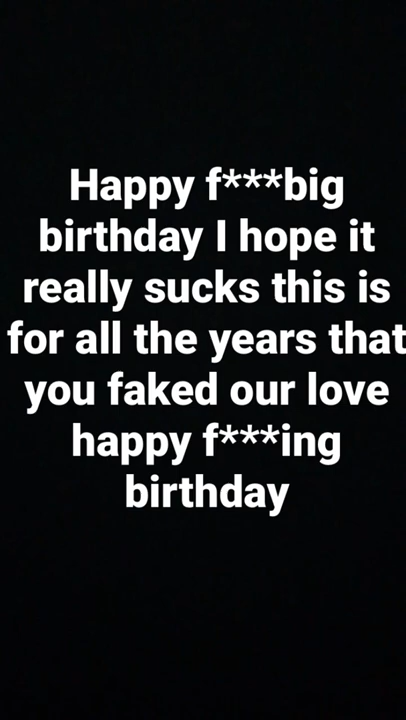 Happy f***big
birthday I hope it
really sucks this is
for all the years that
you faked our love
happy f***ing
birthday